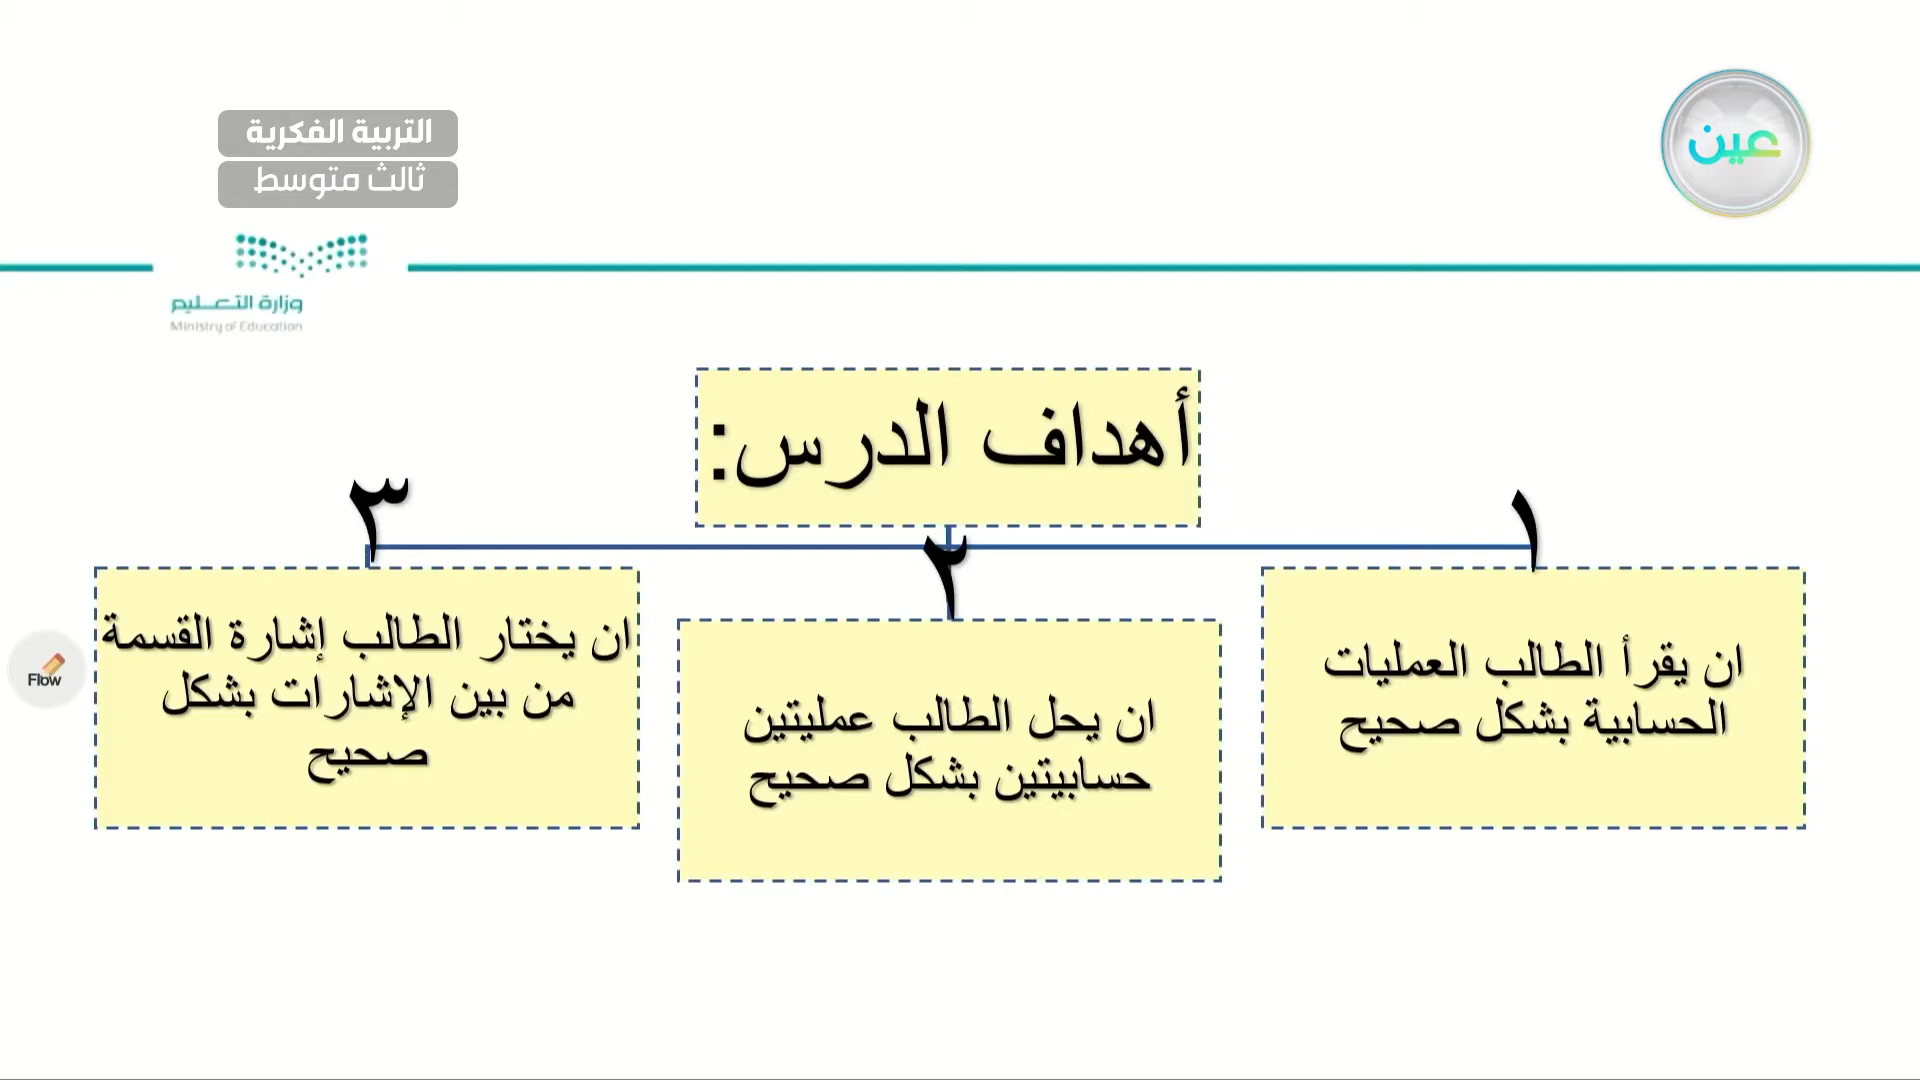 التربية الفكرية
ثالث متوسط
عين
وزارة التعليم
Ministry of Education
أهداف الدرس:
١
ان يقرأ الطالب العمليات
الحسابية بشكل صحيح
٢
ان يحل الطالب عمليتين
حسابيتين بشكل صحيح
٣
ان يختار الطالب إشارة القسمة
من بين الإشارات بشكل
صحيح
Flow